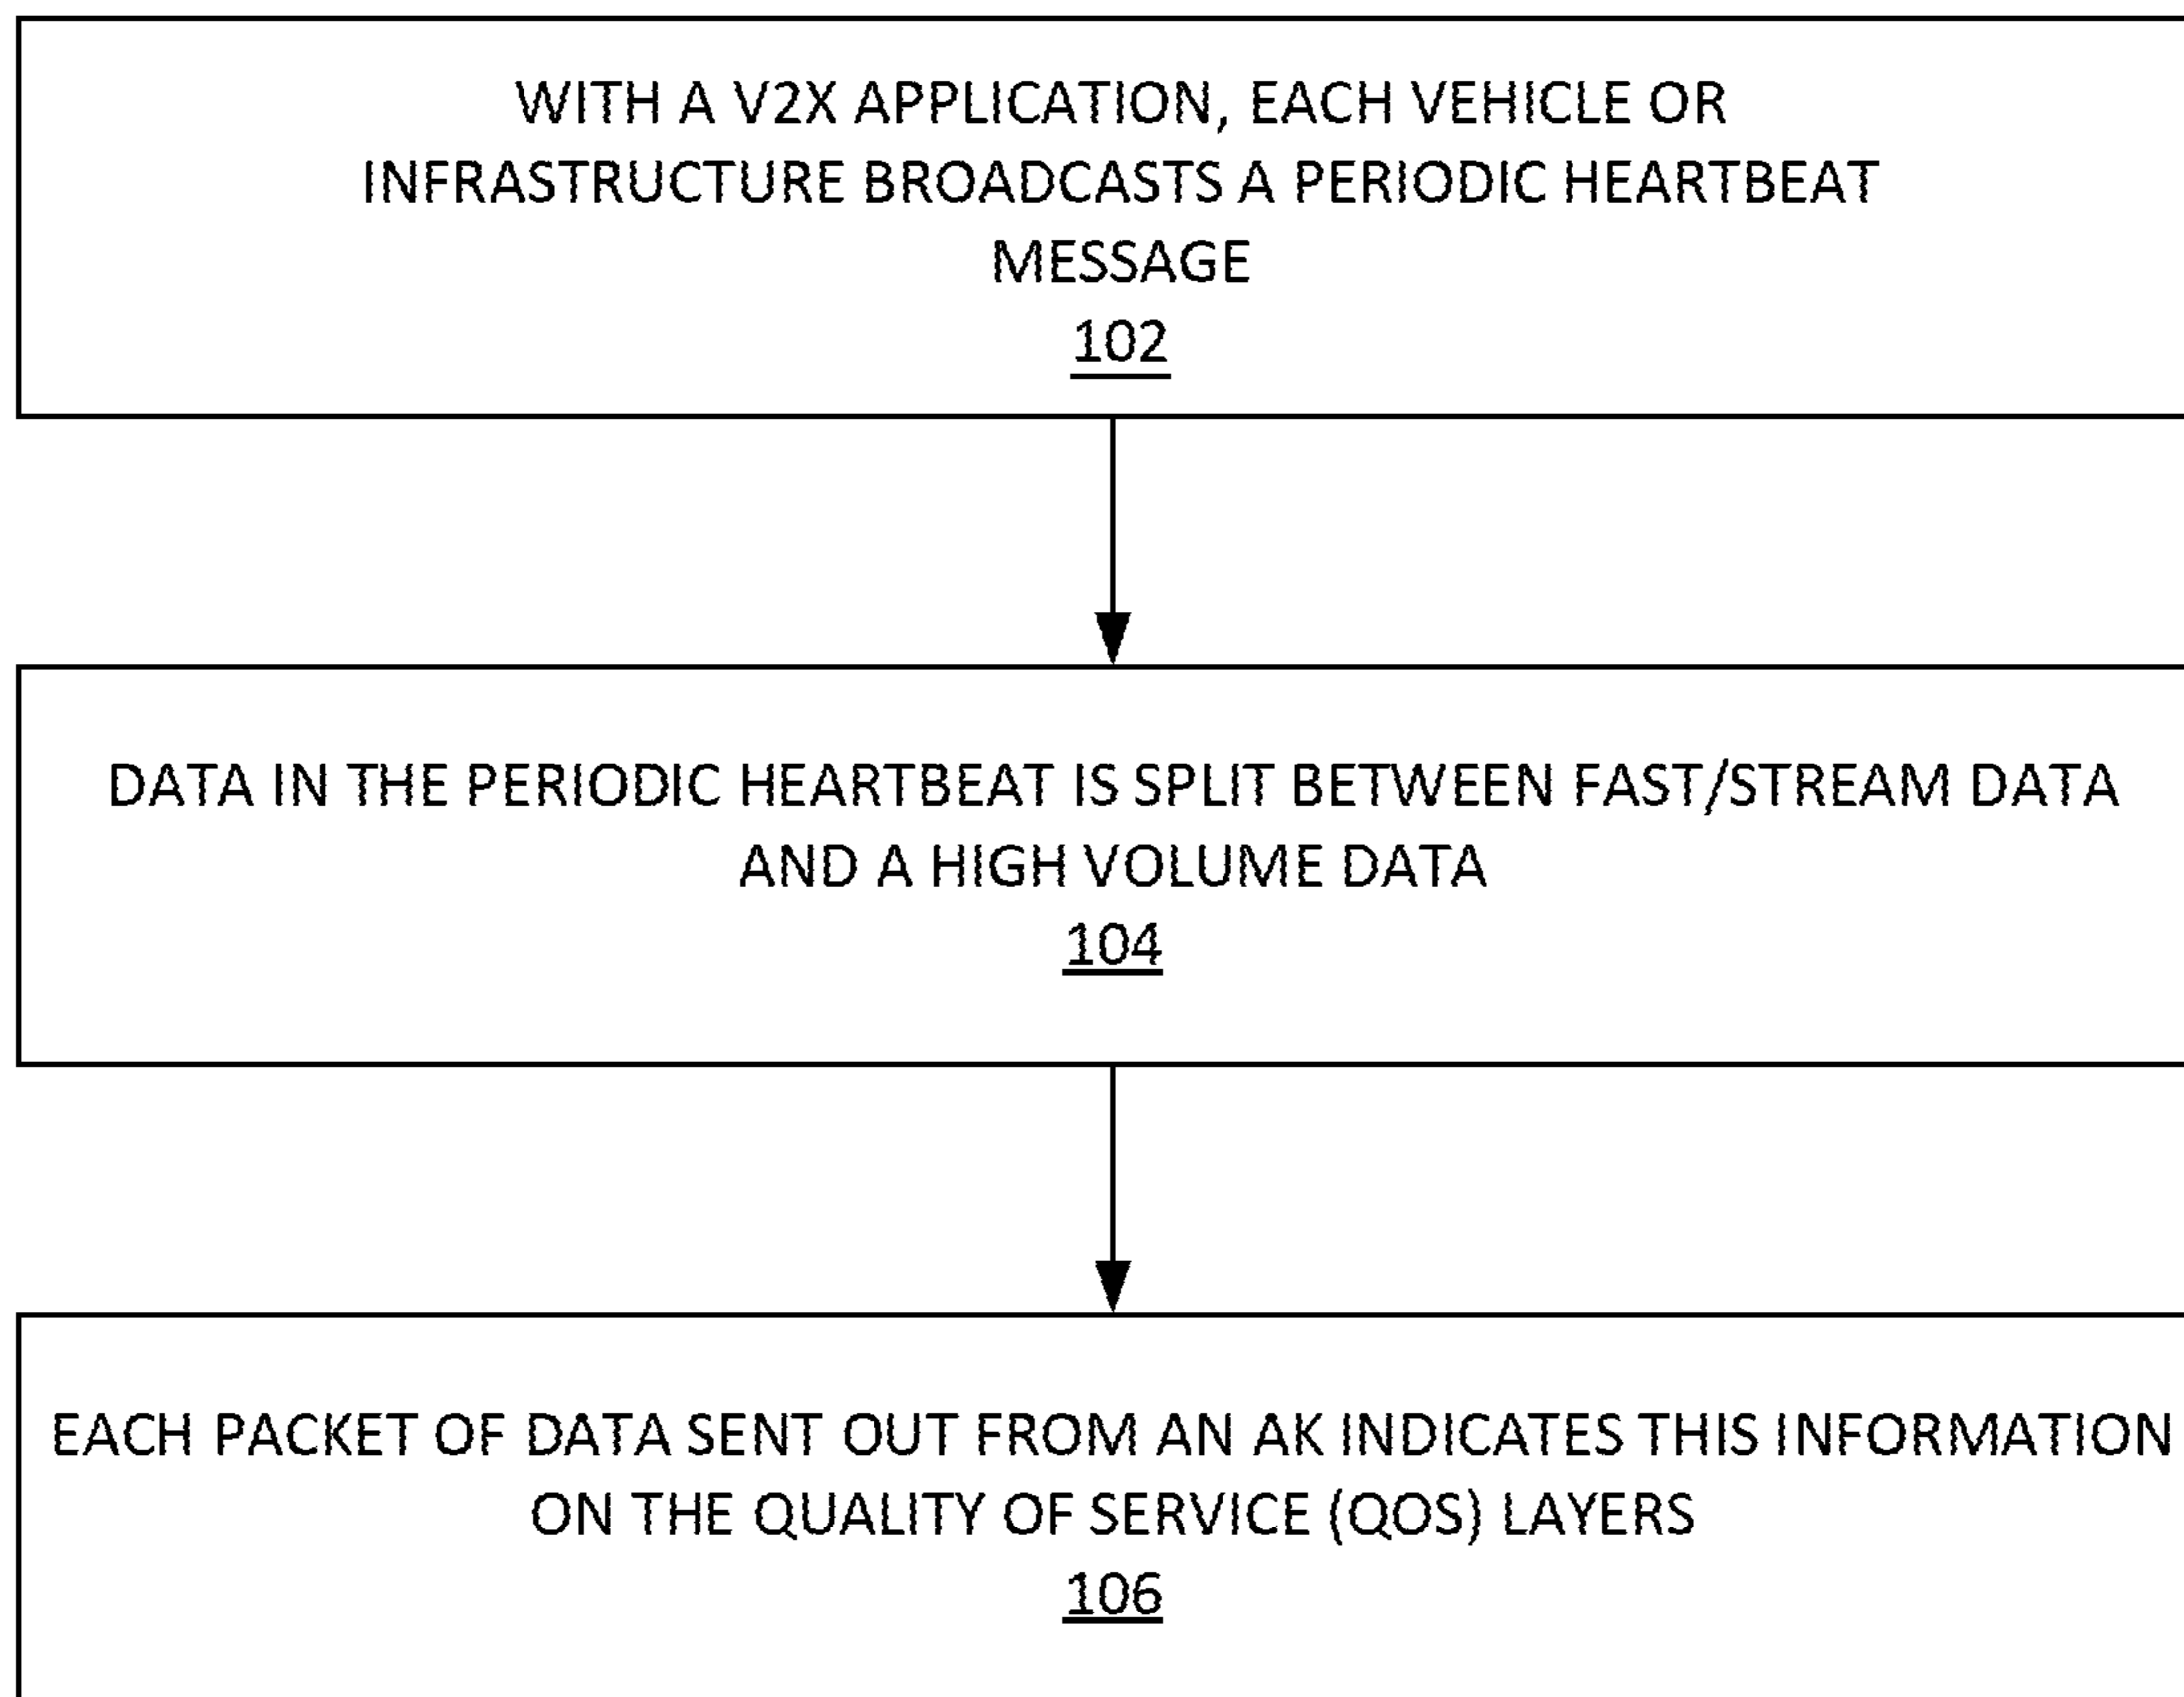 WITH A V2X APPLICATION, EACH VEHICLE OR
INFRASTRUCTURE BROADCASTS A PERIODIC HEARTBEAT
MESSAGE
102
DATA IN THE PERIODIC HEARTBEAT IS SPLIT BETWEEN FAST/STREAM DATA
AND A HIGH VOLUME DATA
104
EACH PACKET OF DATA SENT OUT FROM AN AK INDICATES THIS INFORMATION
ON THE QUALITY OF SERVICE (QOS) LAYERS
106